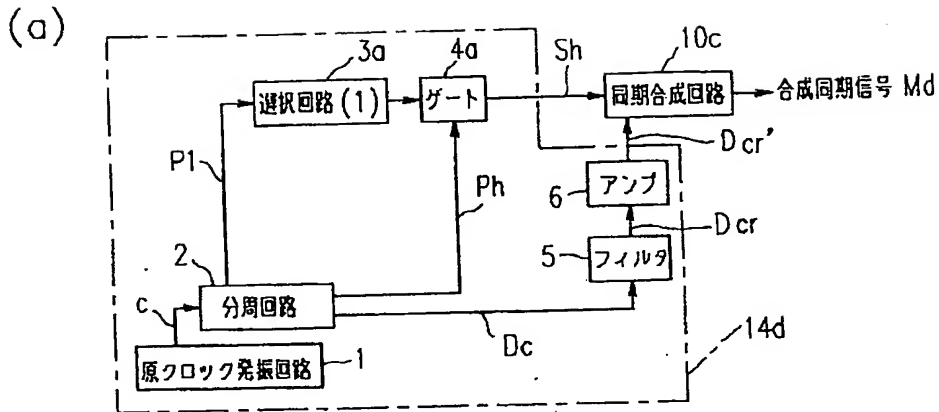 (a)
3a
4a
10c
選択回路(1)
ゲート
Sh
同期合成回路
合成同期信号 Md
P1
Ph
Dcr'
6
アンプ
Dcr
5
フィルタ
2
分周回路
c
Dc
14d
原クロック発振回路
1